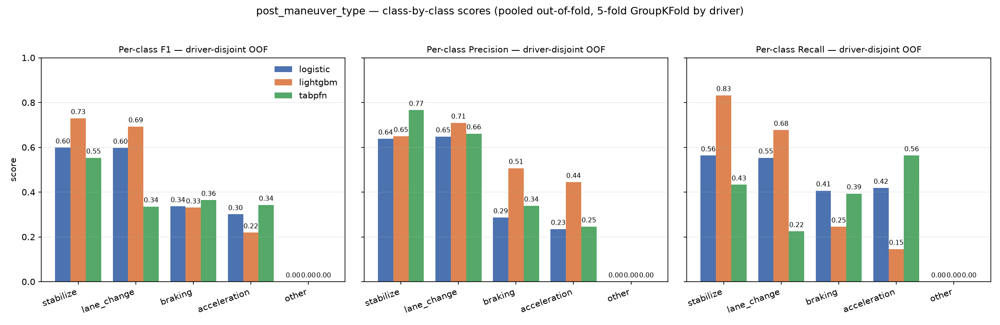 post_maneuver_type — class-by-class scores (pooled out-of-fold, 5-fold GroupKFold by driver)
Per-class F1 — driver-disjoint OOF
score
1.0
0.8
0.6
0.4
0.2
0.0
logistic
lightgbm
tabpfn
0.60 0.73 0.55
0.60 0.69 0.34
0.34 0.33 0.36
0.30 0.22 0.34
0.00 0.00 0.00
stabilize
lane_change
braking
acceleration
other
Per-class Precision — driver-disjoint OOF
0.64 0.65 0.77
0.65 0.71 0.66
0.29 0.51 0.34
0.23 0.44 0.25
0.00 0.00 0.00
stabilize
lane_change
braking
acceleration
other
Per-class Recall — driver-disjoint OOF
0.56 0.83 0.43
0.55 0.68 0.22
0.41 0.25 0.39
0.42 0.15 0.56
0.00 0.00 0.00
stabilize
lane_change
braking
acceleration
other